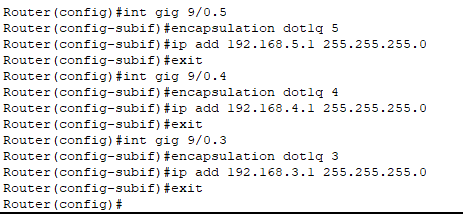 Router(config)#int gig 9/0.5
Router(config-subif)#encapsulation dot1q 5
Router(config-subif)#ip add 192.168.5.1 255.255.255.0
Router(config-subif)#exit
Router(config)#int gig 9/0.4
Router(config-subif)#encapsulation dot1q 4
Router(config-subif)#ip add 192.168.4.1 255.255.255.0
Router(config-subif)#exit
Router(config)#int gig 9/0.3
Router(config-subif)#encapsulation dot1q 3
Router(config-subif)#ip add 192.168.3.1 255.255.255.0
Router(config-subif)#exit
Router(config)#